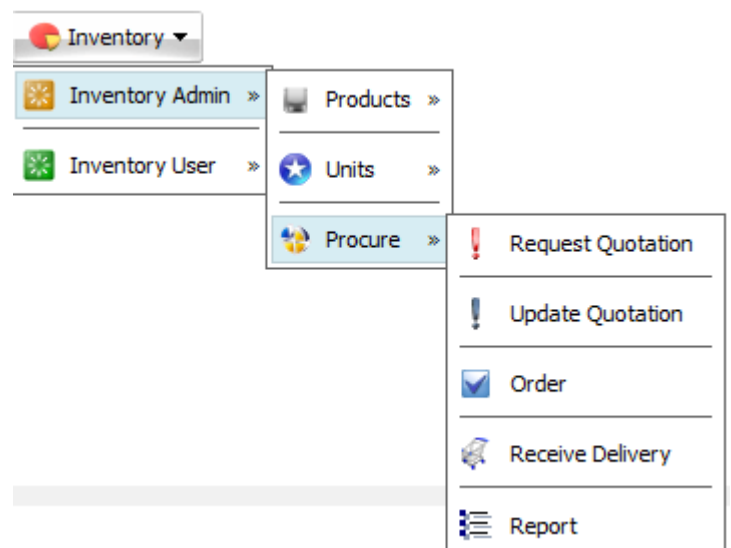 Inventory
Inventory Admin »
Inventory User »
Products »
Units »
Procure »
Request Quotation
Update Quotation
Order
Receive Delivery
Report